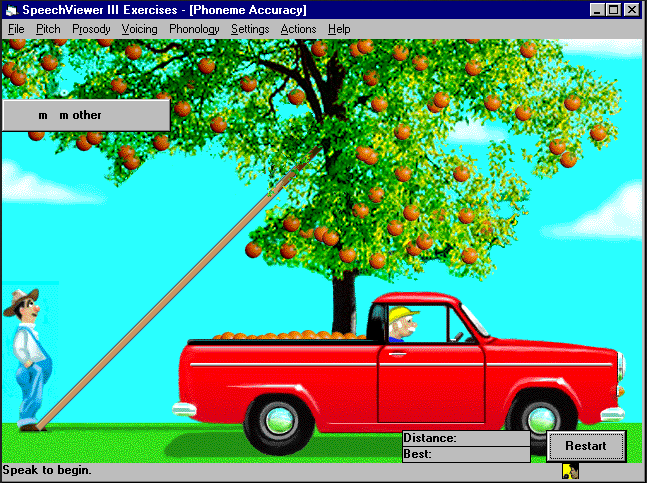 SpeechViewer III Exercises - [Phoneme Accuracy]
File Pitch Prosody Voicing Phonology Settings Actions Help
m m other
Distance:
Best:
Restart
Speak to begin.